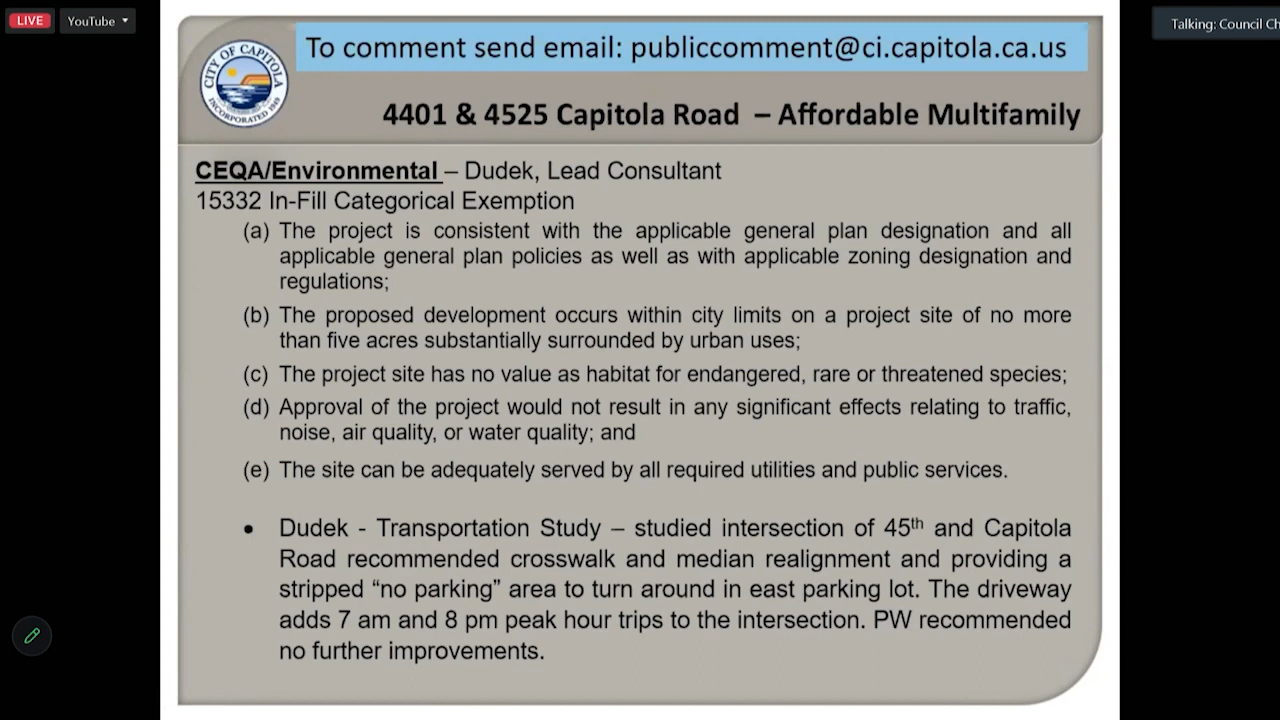 LIVE
YouTube
Talking: Council Ch
To comment send email: publiccomment@ci.capitola.ca.us
CITY OF CAPITOLA
INCORPORATED 1949
4401 & 4525 Capitola Road – Affordable Multifamily
CEQA/Environmental – Dudek, Lead Consultant
15332 In-Fill Categorical Exemption
(a) The project is consistent with the applicable general plan designation and all
applicable general plan policies as well as with applicable zoning designation and
regulations;
(b) The proposed development occurs within city limits on a project site of no more
than five acres substantially surrounded by urban uses;
(c) The project site has no value as habitat for endangered, rare or threatened species;
(d) Approval of the project would not result in any significant effects relating to traffic,
noise, air quality, or water quality; and
(e) The site can be adequately served by all required utilities and public services.
• Dudek - Transportation Study – studied intersection of 45th and Capitola
Road recommended crosswalk and median realignment and providing a
stripped “no parking” area to turn around in east parking lot. The driveway
adds 7 am and 8 pm peak hour trips to the intersection. PW recommended
no further improvements.